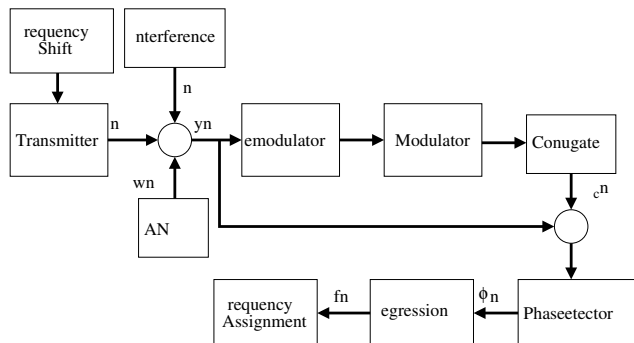 requency
Shift
nterference
n
Transmitter
n
yn
emodulator
Modulator
Conugate
wn
AN
cn
requency
Assignment
fn
egression
ϕn
Phaseetector